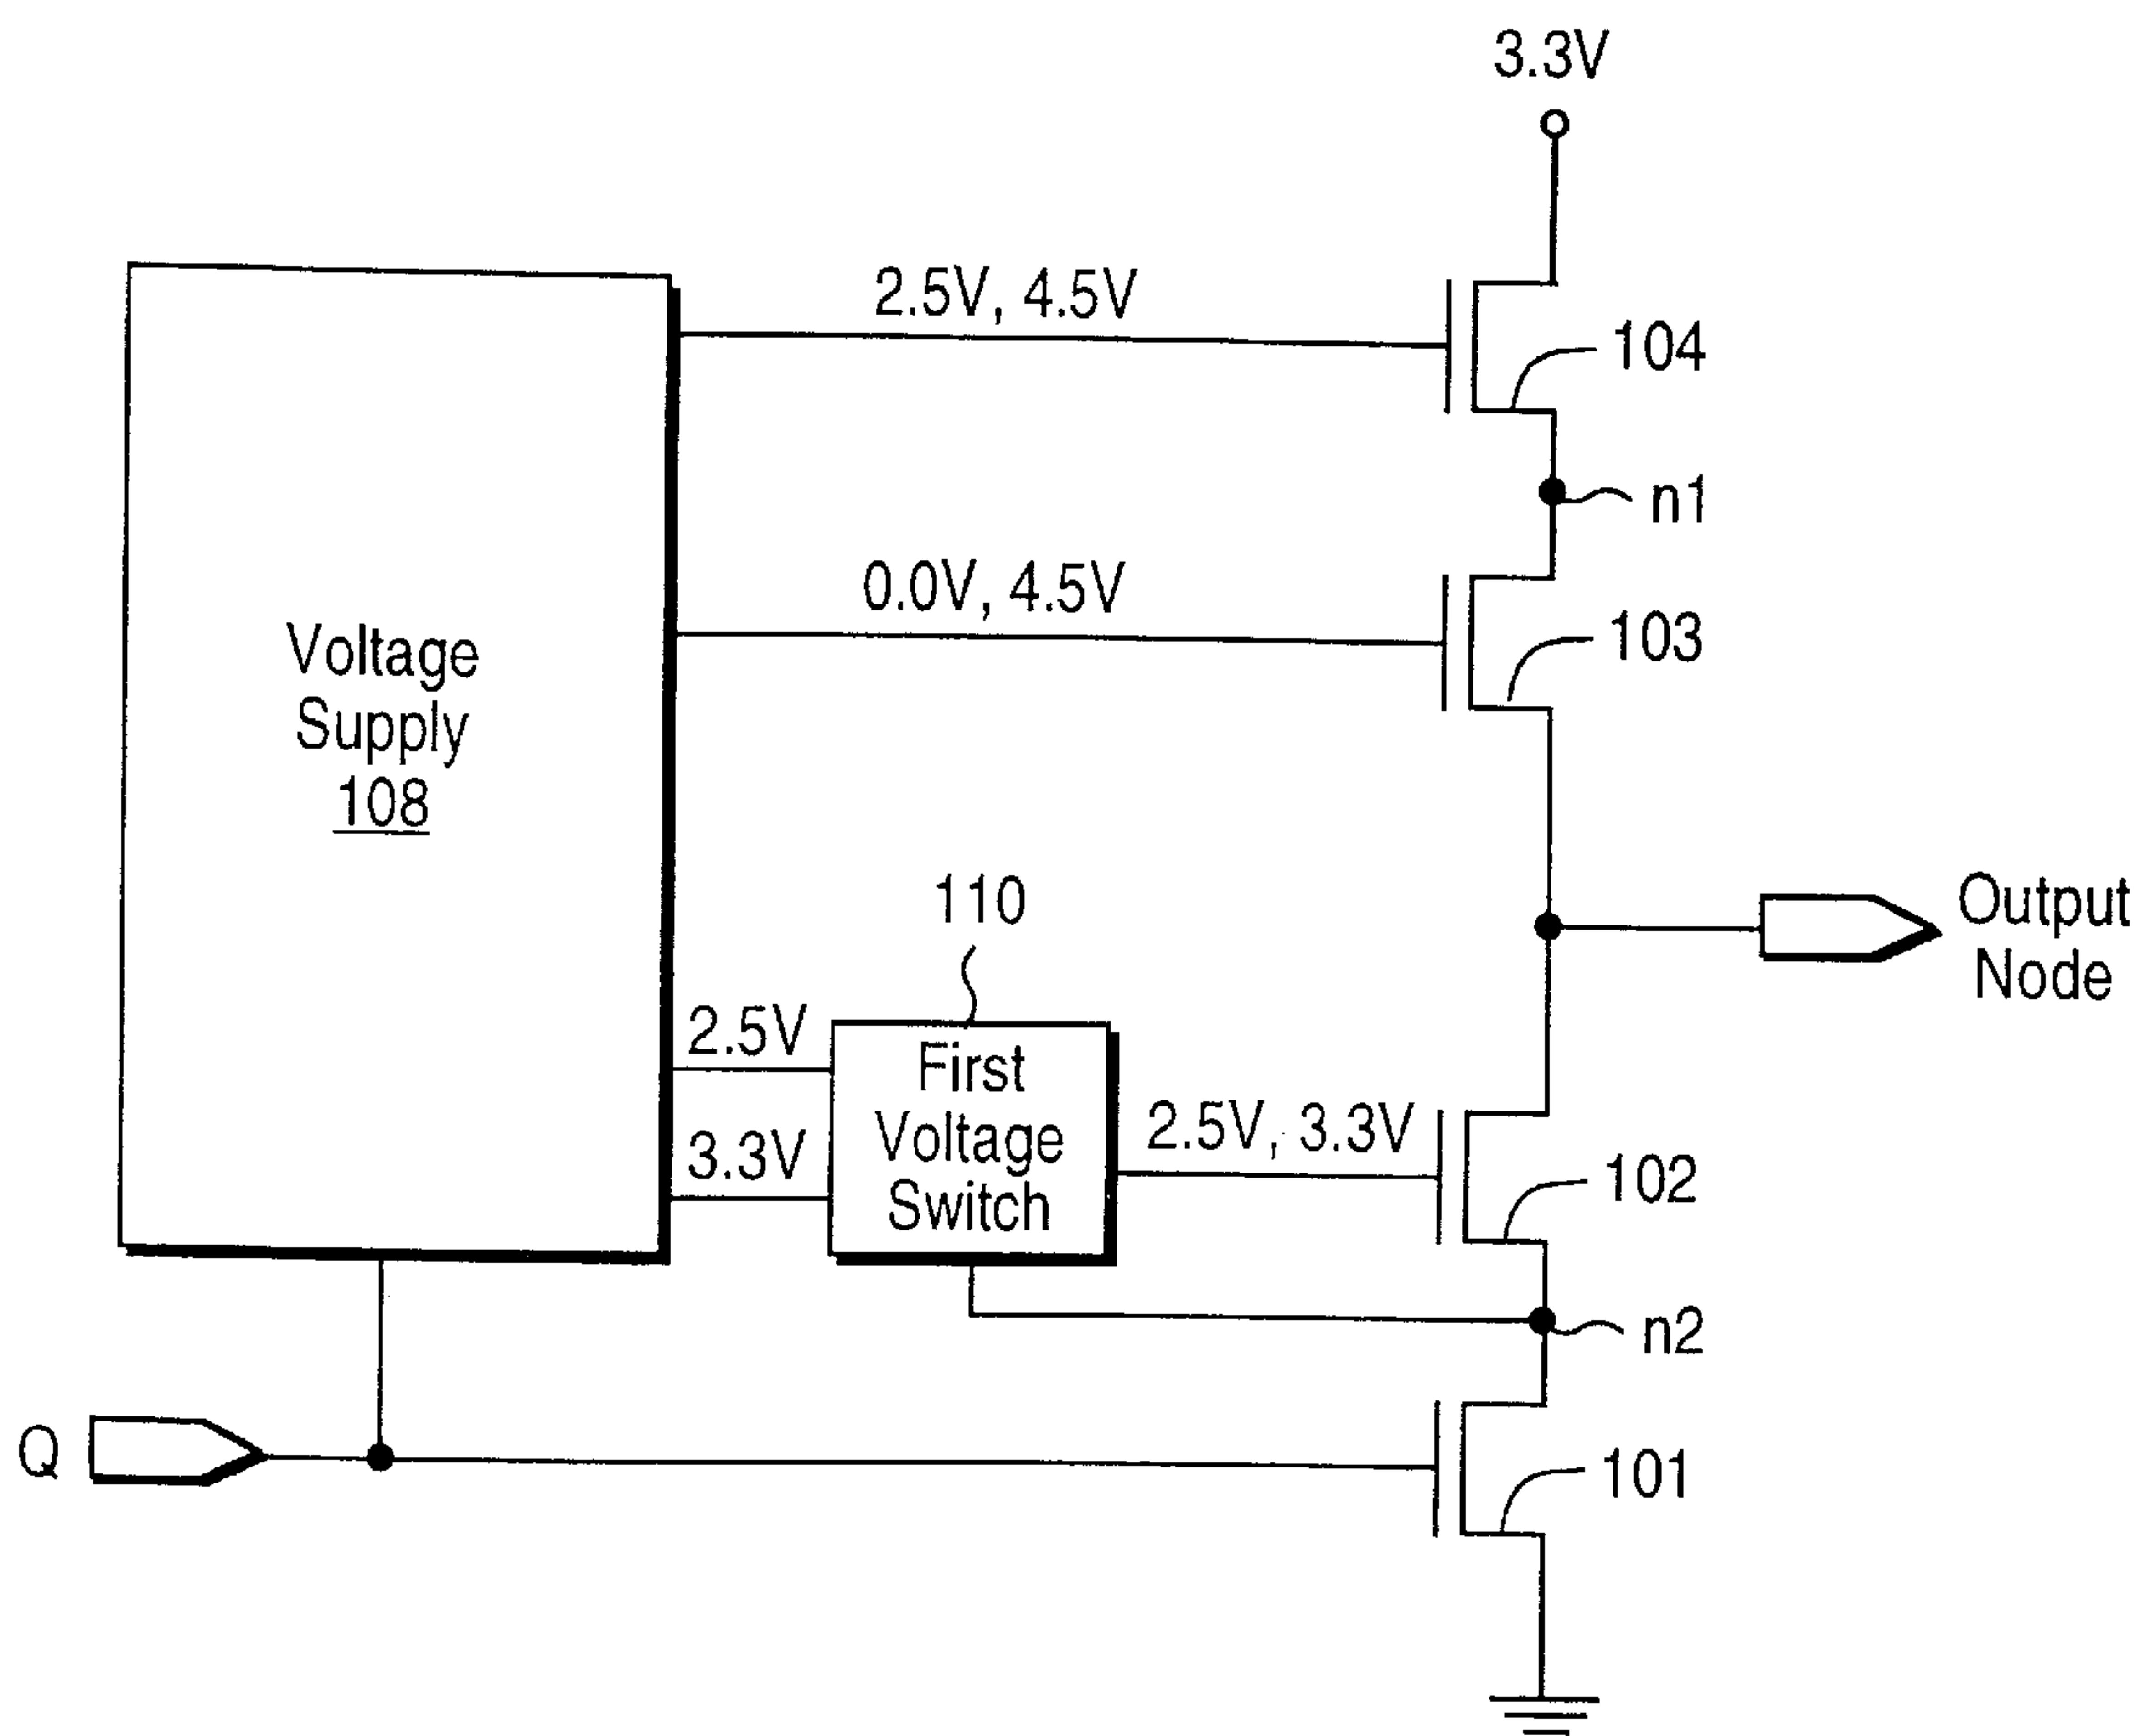 3.3V
2.5V, 4.5V
104
n1
0.0V, 4.5V
103
Voltage
Supply
108
110
Output
Node
2.5V
First
Voltage
Switch
2.5V, 3.3V
3.3V
102
n2
Q
101